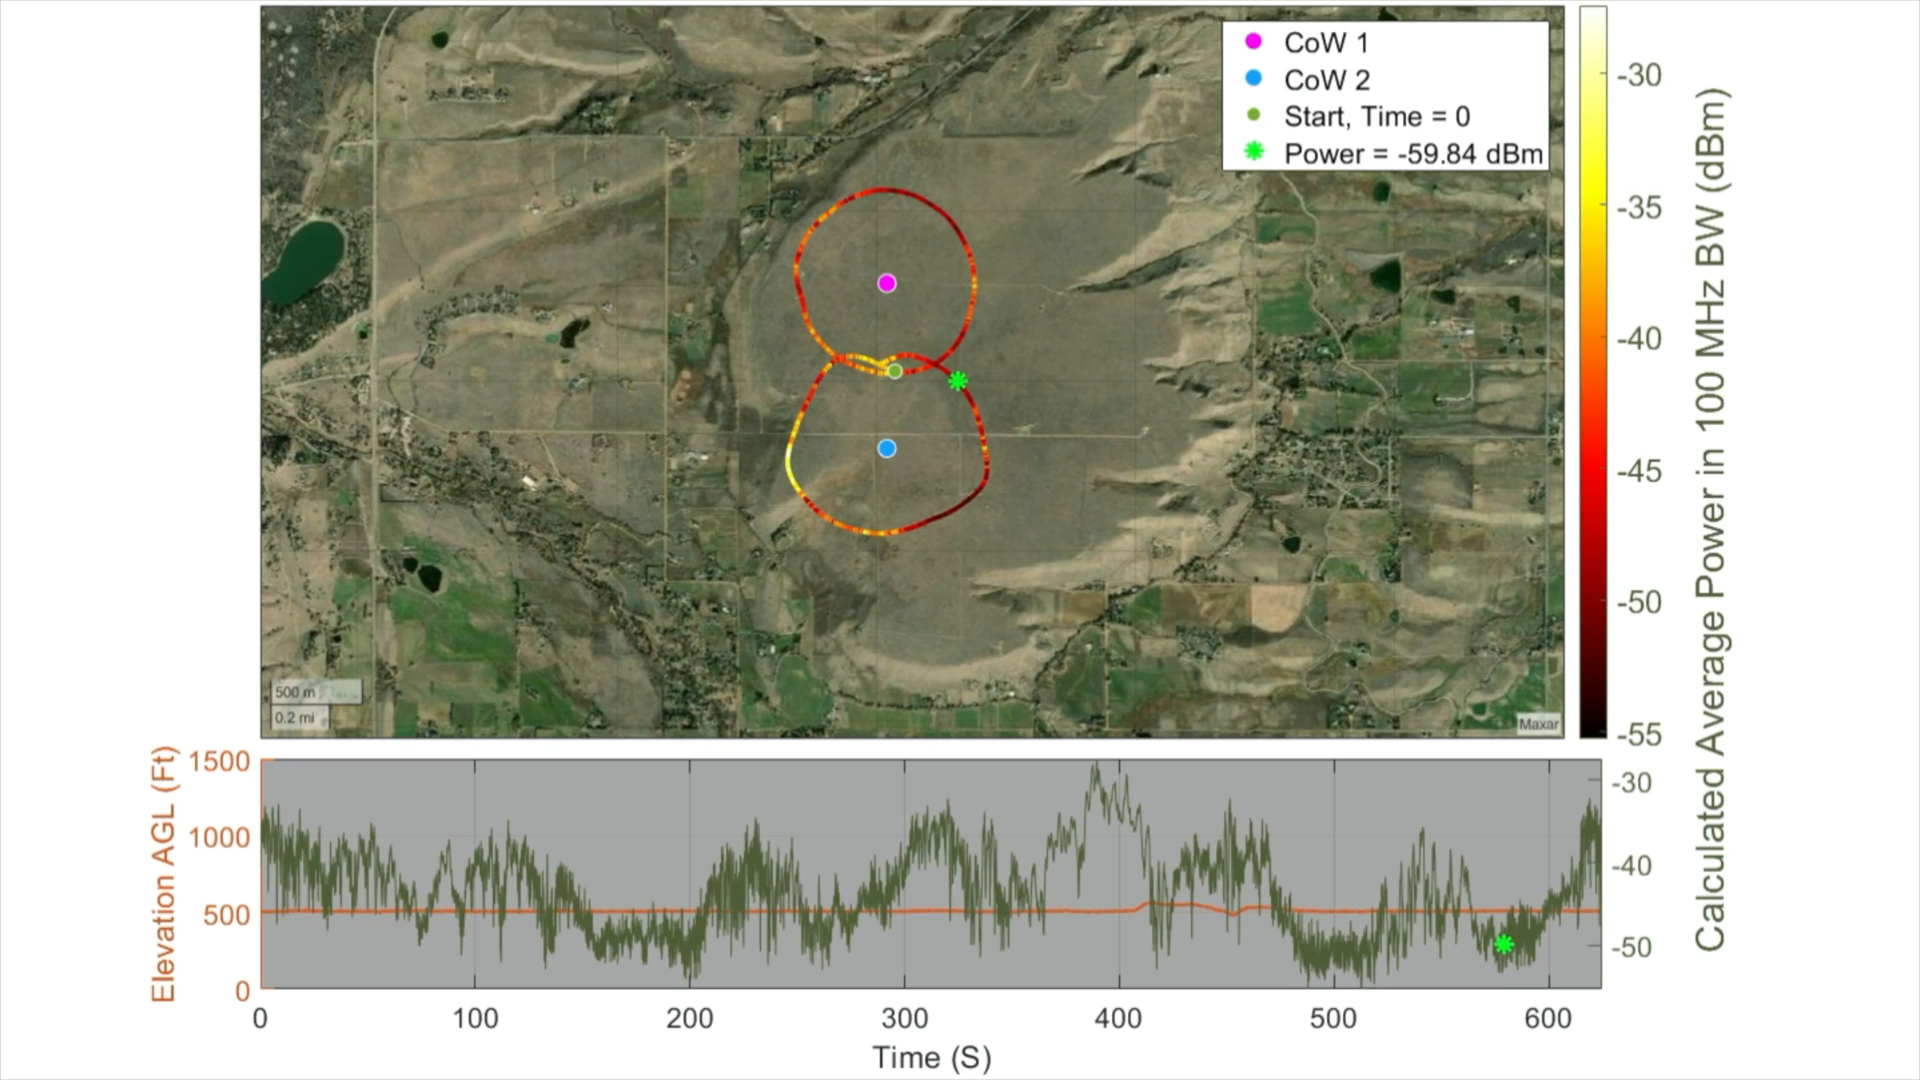 CoW 1
CoW 2
Start, Time = 0
Power = -59.84 dBm
-30
-35
-40
-45
-50
-55
Calculated Average Power in 100 MHz BW (dBm)
500 m
0.2 mi
Maxar
Elevation AGL (Ft)
1500
1000
500
0
-30
-40
-50
0
100
200
300
400
500
600
Time (S)